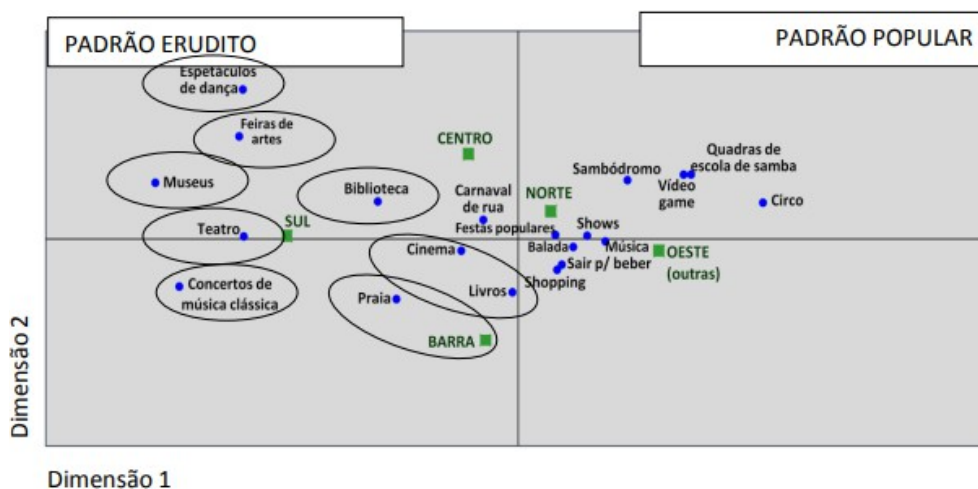 PADRÃO ERUDITO
PADRÃO POPULAR
Espetáculos
de dança
Feiras de
artes
CENTRO
Quadras de
escola de samba
Sambódromo
Vídeo
game
Museus
Biblioteca
Circo
Carnaval
de rua
NORTE
SUL
Teatro
Festas populares
Shows
Cinema
Balada
Música
OESTE
(outras)
Sair p/ beber
Shopping
Concertos de
música clássica
Praia
Livros
BARRA
Dimensão 2
Dimensão 1